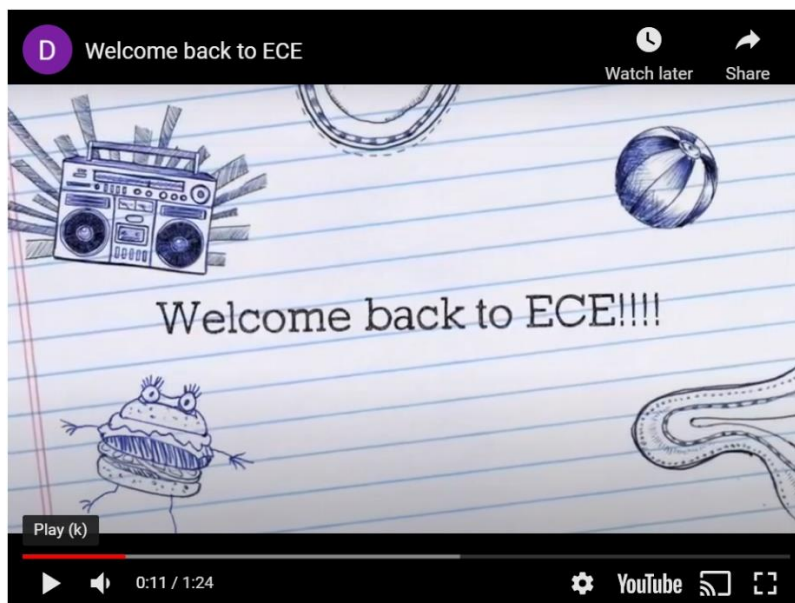 D
Welcome back to ECE
Watch later
Share
Welcome back to ECE!!!!
Play (k)
0:11 / 1:24
YouTube